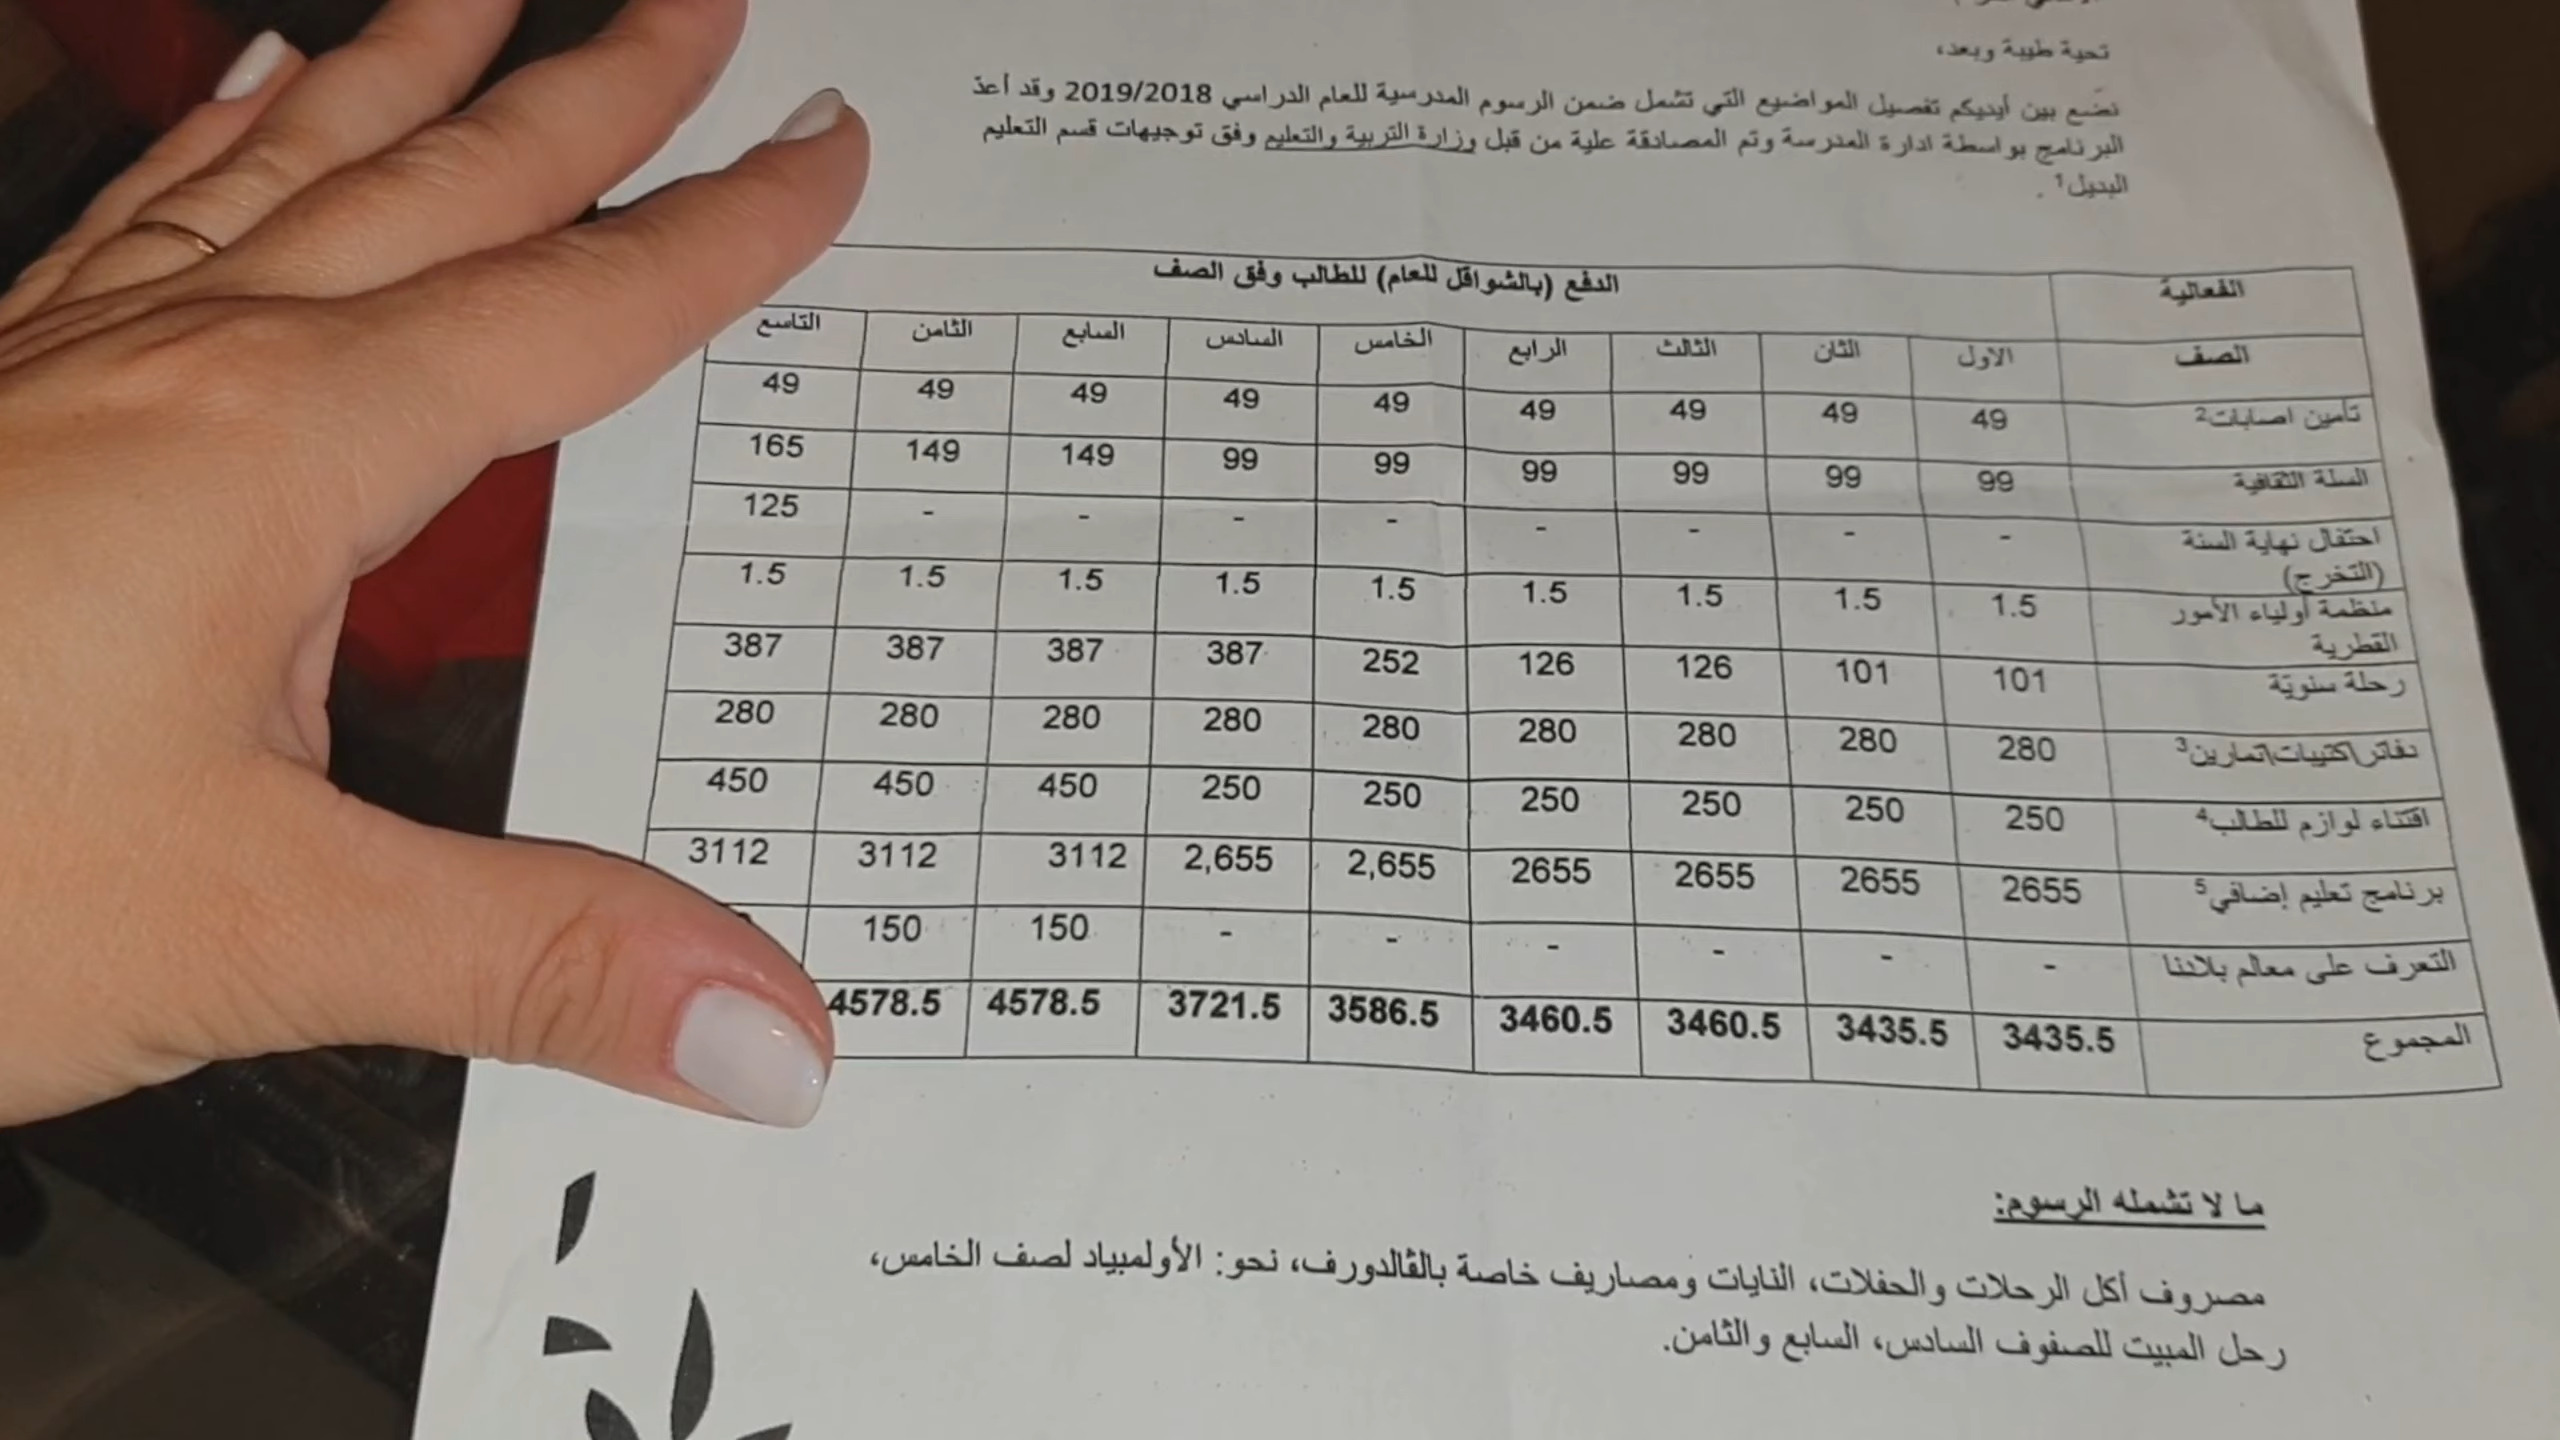 تحية طيبة وبعد،
نضع بين أيديكم تفصيل المواضيع التي تشمل ضمن الرسوم المدرسية للعام الدراسي 2019/2018 وقد أعدّ
البرنامج بواسطة ادارة المدرسة وتم المصادقة علية من قبل وزارة التربية والتعليم وفق توجيهات قسم التعليم
البديل1 .
الفعالية الدفع (بالشواقل للعام) للطالب وفق الصف
الصف الاول الثان الثالث الرابع الخامس السادس السابع الثامن التاسع
تأمين اصابات2 49 49 49 49 49 49 49 49 49
السلة الثقافية 99 99 99 99 99 99 149 149 165
احتفال نهاية السنة - - - - - - - - 125
(التخرج)
منظمة أولياء الأمور 1.5 1.5 1.5 1.5 1.5 1.5 1.5 1.5 1.5
القطرية
رحلة سنويّة 101 101 126 126 252 387 387 387 387
دفاتر\كتيبات\تمارين3 280 280 280 280 280 280 280 280 280
اقتناء لوازم للطالب4 250 250 250 250 250 250 450 450 450
برنامج تعليم إضافي5 2655 2655 2655 2655 2,655 2,655 3112 3112 3112
التعرف على معالم بلادنا - - - - - - 150 150
المجموع 3435.5 3435.5 3460.5 3460.5 3586.5 3721.5 4578.5 4578.5
ما لا تشمله الرسوم:
مصروف أكل الرحلات والحفلات، النايات ومصاريف خاصة بالڤالدورف، نحو: الأولمبياد لصف الخامس،
رحل المبيت للصفوف السادس، السابع والثامن.